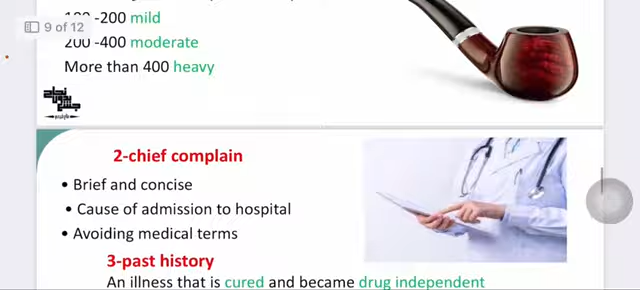 -200 mild
9 of 12
200 -400 moderate
More than 400 heavy
2-chief complain
• Brief and concise
• Cause of admission to hospital
• Avoiding medical terms
3-past history
An illness that is cured and became drug independent